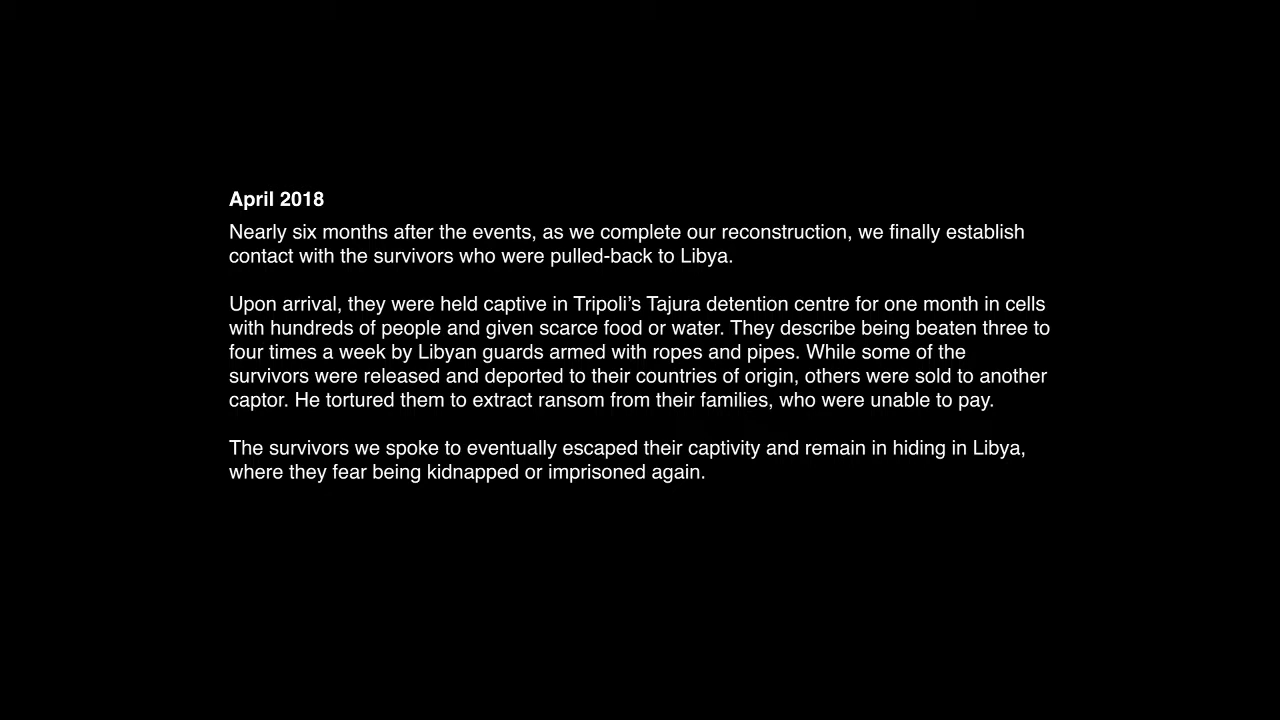 April 2018
Nearly six months after the events, as we complete our reconstruction, we finally establish
contact with the survivors who were pulled-back to Libya.
Upon arrival, they were held captive in Tripoli’s Tajura detention centre for one month in cells
with hundreds of people and given scarce food or water. They describe being beaten three to
four times a week by Libyan guards armed with ropes and pipes. While some of the
survivors were released and deported to their countries of origin, others were sold to another
captor. He tortured them to extract ransom from their families, who were unable to pay.
The survivors we spoke to eventually escaped their captivity and remain in hiding in Libya,
where they fear being kidnapped or imprisoned again.